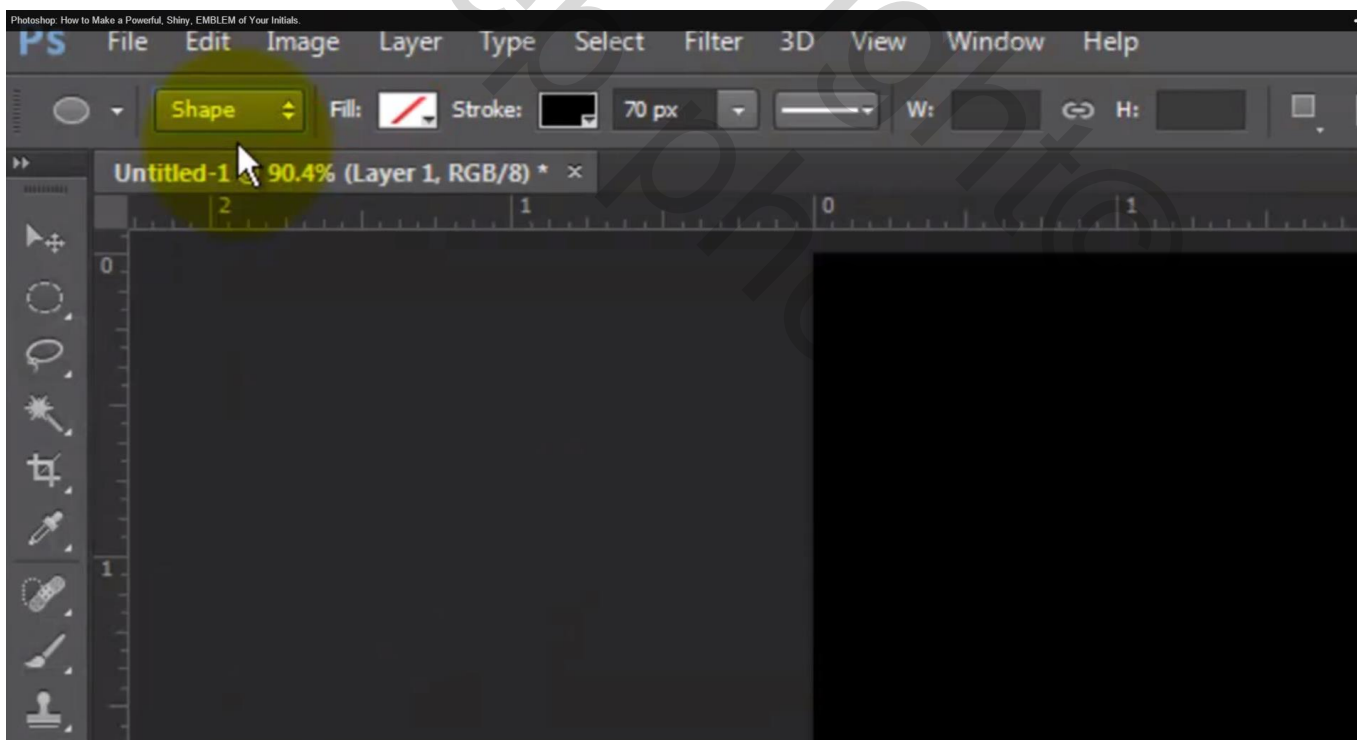 Photoshop: How to Make a Powerful, Shiny, EMBLEM of Your Initials.
Ps File Edit Image Layer Type Select Filter 3D View Window Help
Shape Fill: Stroke: 70 px W: H:
Untitled-1 @ 90.4% (Layer 1, RGB/8) * ×
2 1 0 1
0
1